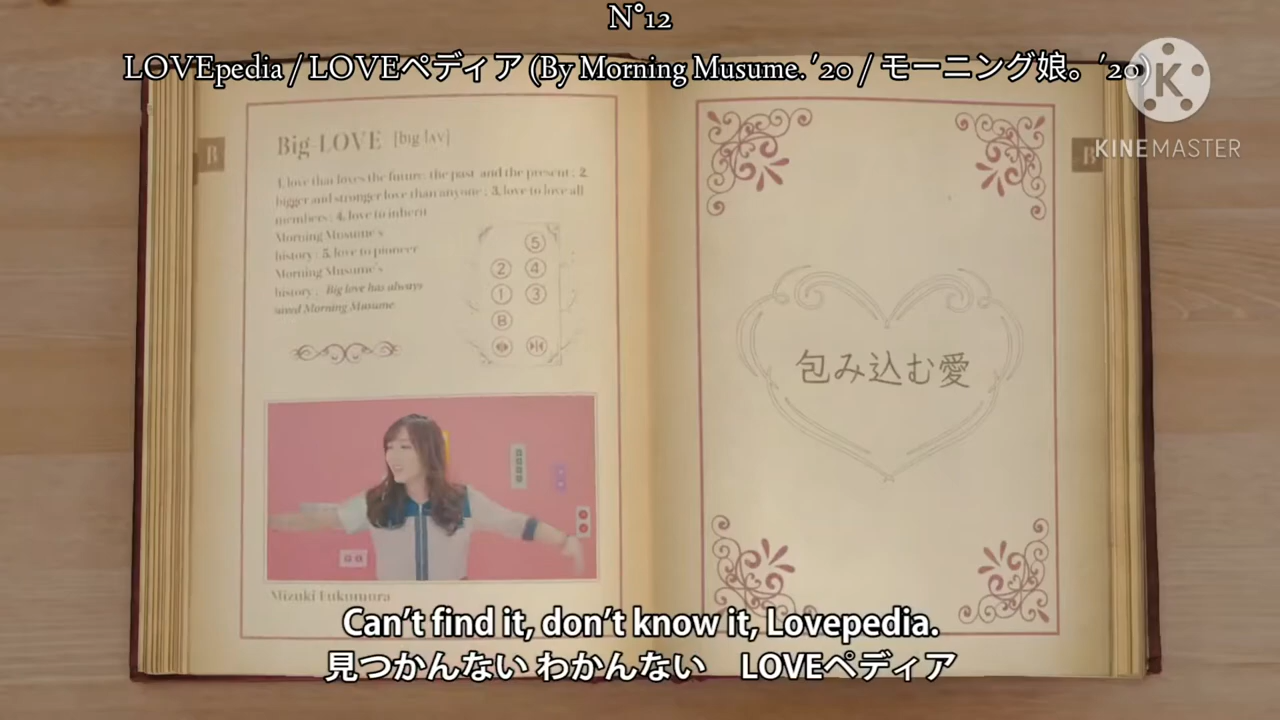 N°12
LOVEpedia / LOVEペディア (By Morning Musume. '20 / モーニング娘。'20)
KINEMASTER
B
Big-LOVE [big lʌv]
1. love that loves the future, the past, and the present ; 2.
bigger and stronger love than anyone ; 3. love to love all
members ; 4. love to inherit
Morning Musume's
history ; 5. love to pioneer
Morning Musume's
history ; Big love has always
saved Morning Musume.
5
2 4
1 3
B
包み込む愛
B
Mizuki Fukumura
Can't find it, don't know it, Lovepedia.
見つかんない わかんない LOVEペディア